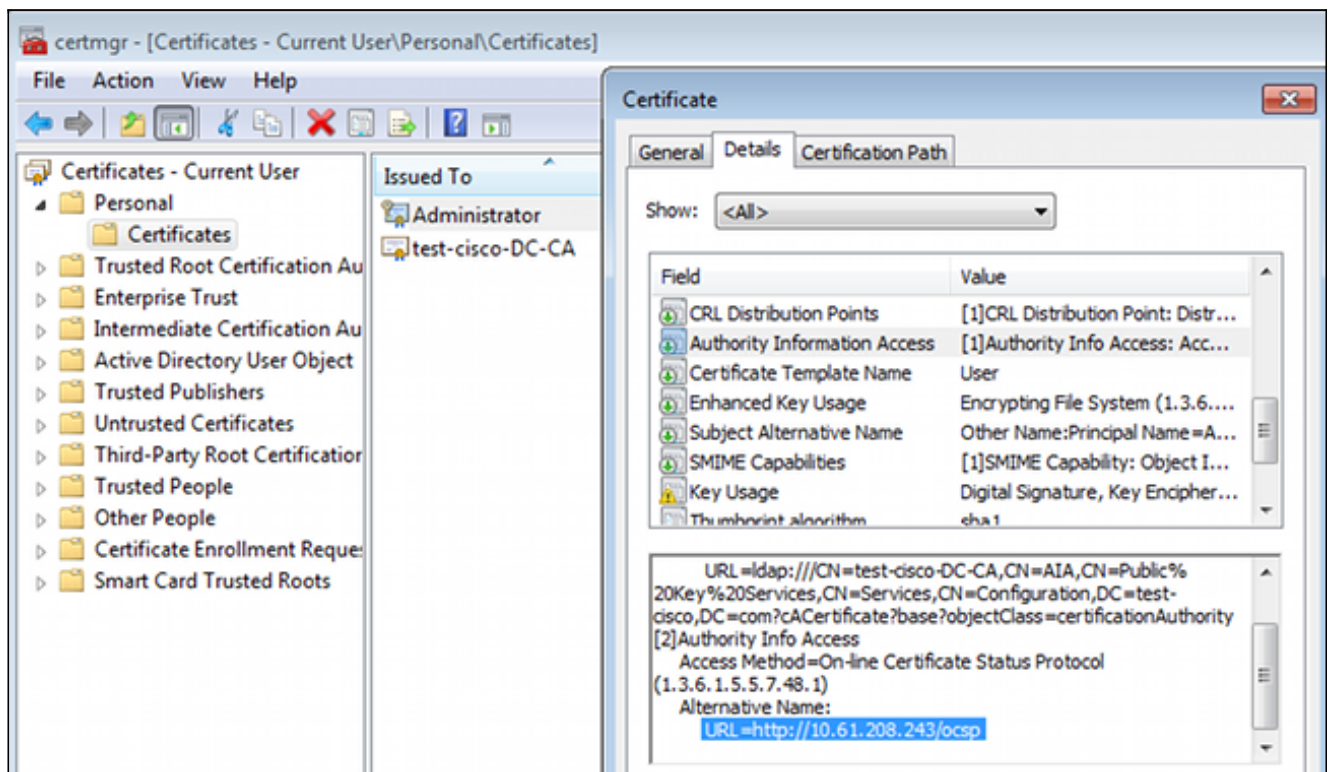 certmgr - [Certificates - Current User\Personal\Certificates]
File Action View Help
Certificates - Current User
Personal
Certificates
Trusted Root Certification Au
Enterprise Trust
Intermediate Certification Au
Active Directory User Object
Trusted Publishers
Untrusted Certificates
Third-Party Root Certification
Trusted People
Other People
Certificate Enrollment Reques
Smart Card Trusted Roots
Issued To
Administrator
test-cisco-DC-CA
Certificate
General Details Certification Path
Show: <All>
Field Value
CRL Distribution Points [1]CRL Distribution Point: Distr...
Authority Information Access [1]Authority Info Access: Acc...
Certificate Template Name User
Enhanced Key Usage Encrypting File System (1.3.6....
Subject Alternative Name Other Name:Principal Name=A...
SMIME Capabilities [1]SMIME Capability: Object I...
Key Usage Digital Signature, Key Encipher...
Thumbprint algorithm sha1
URL=ldap:///CN=test-cisco-DC-CA,CN=AIA,CN=Public%
20Key%20Services,CN=Services,CN=Configuration,DC=test-
cisco,DC=com?cACertificate?base?objectClass=certificationAuthority
[2]Authority Info Access
Access Method=On-line Certificate Status Protocol
(1.3.6.1.5.5.7.48.1)
Alternative Name:
URL=http://10.61.208.243/ocsp